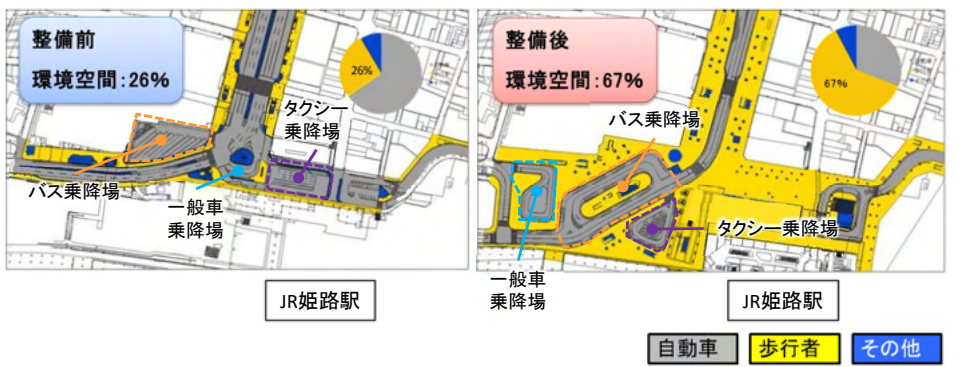 整備前
環境空間:26%
26%
タクシー
乗降場
バス乗降場
一般車
乗降場
JR姫路駅
整備後
環境空間:67%
67%
バス乗降場
タクシー乗降場
一般車
乗降場
JR姫路駅
自動車
歩行者
その他